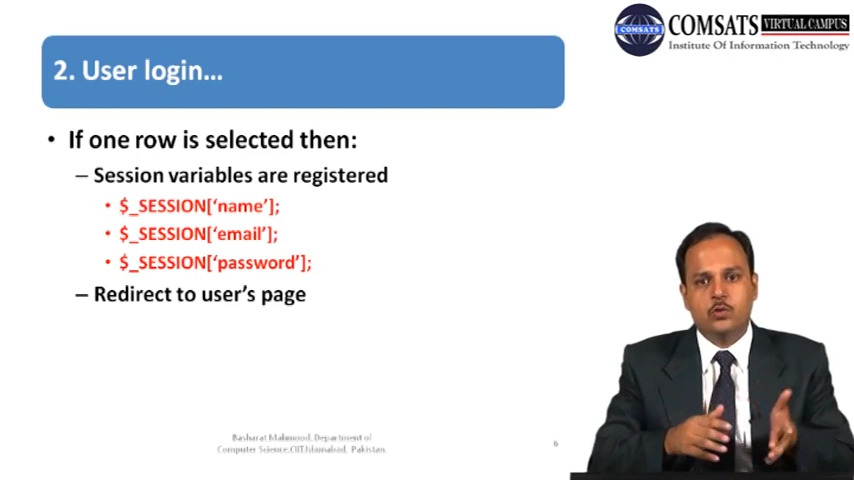 COMSATS VIRTUAL CAMPUS
COMSATS
Institute Of Information Technology
2. User login...
• If one row is selected then:
– Session variables are registered
• $_SESSION[‘name’];
• $_SESSION[‘email’];
• $_SESSION[‘password’];
– Redirect to user’s page
Basharat Mahmood, Department of
Computer Science,CIIT,Islamabad, Pakistan.
6